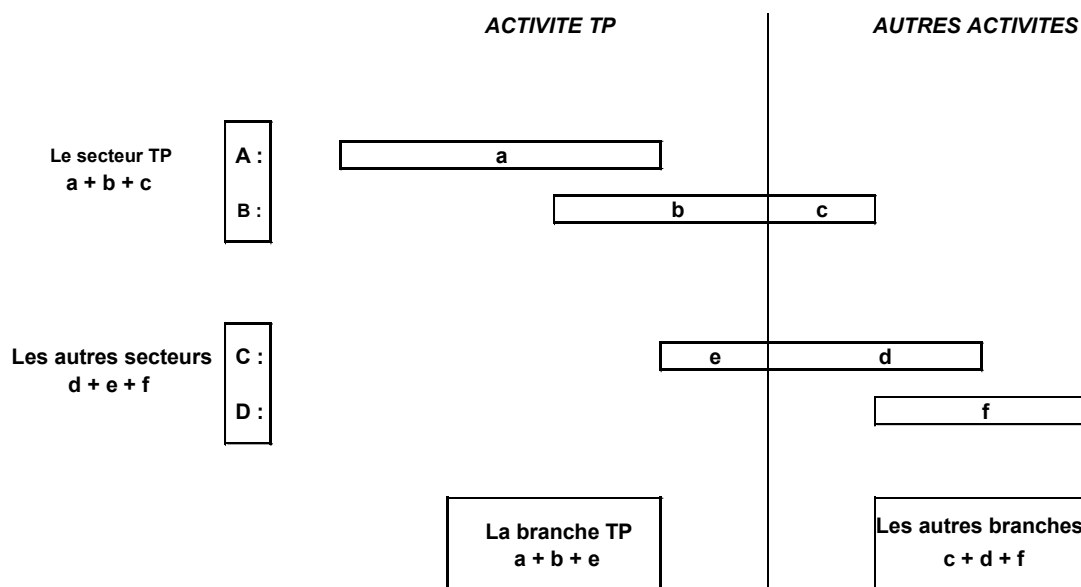 ACTIVITE TP
AUTRES ACTIVITES
Le secteur TP
a + b + c
A :
a
B :
b
c
Les autres secteurs
d + e + f
C :
e
d
D :
f
La branche TP
a + b + e
Les autres branches
c + d + f